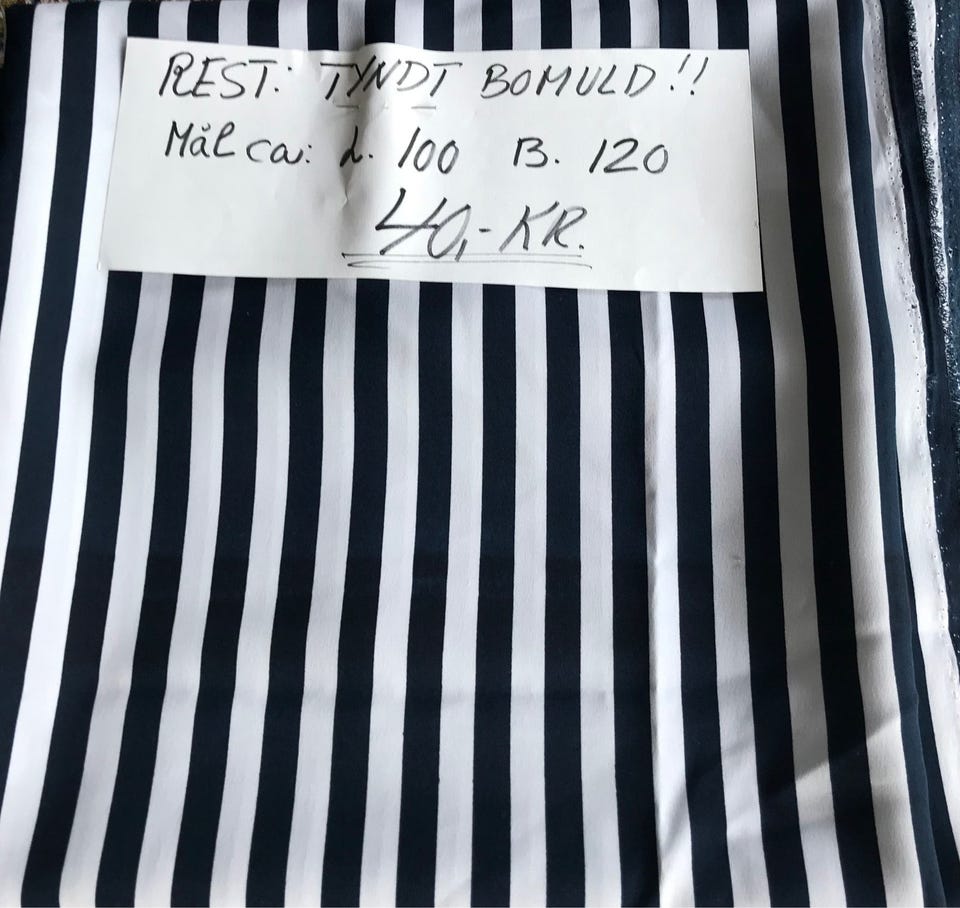 REST: TYNDT BOMULD!!
Mål ca: L. 100 B. 120
40,- KR.